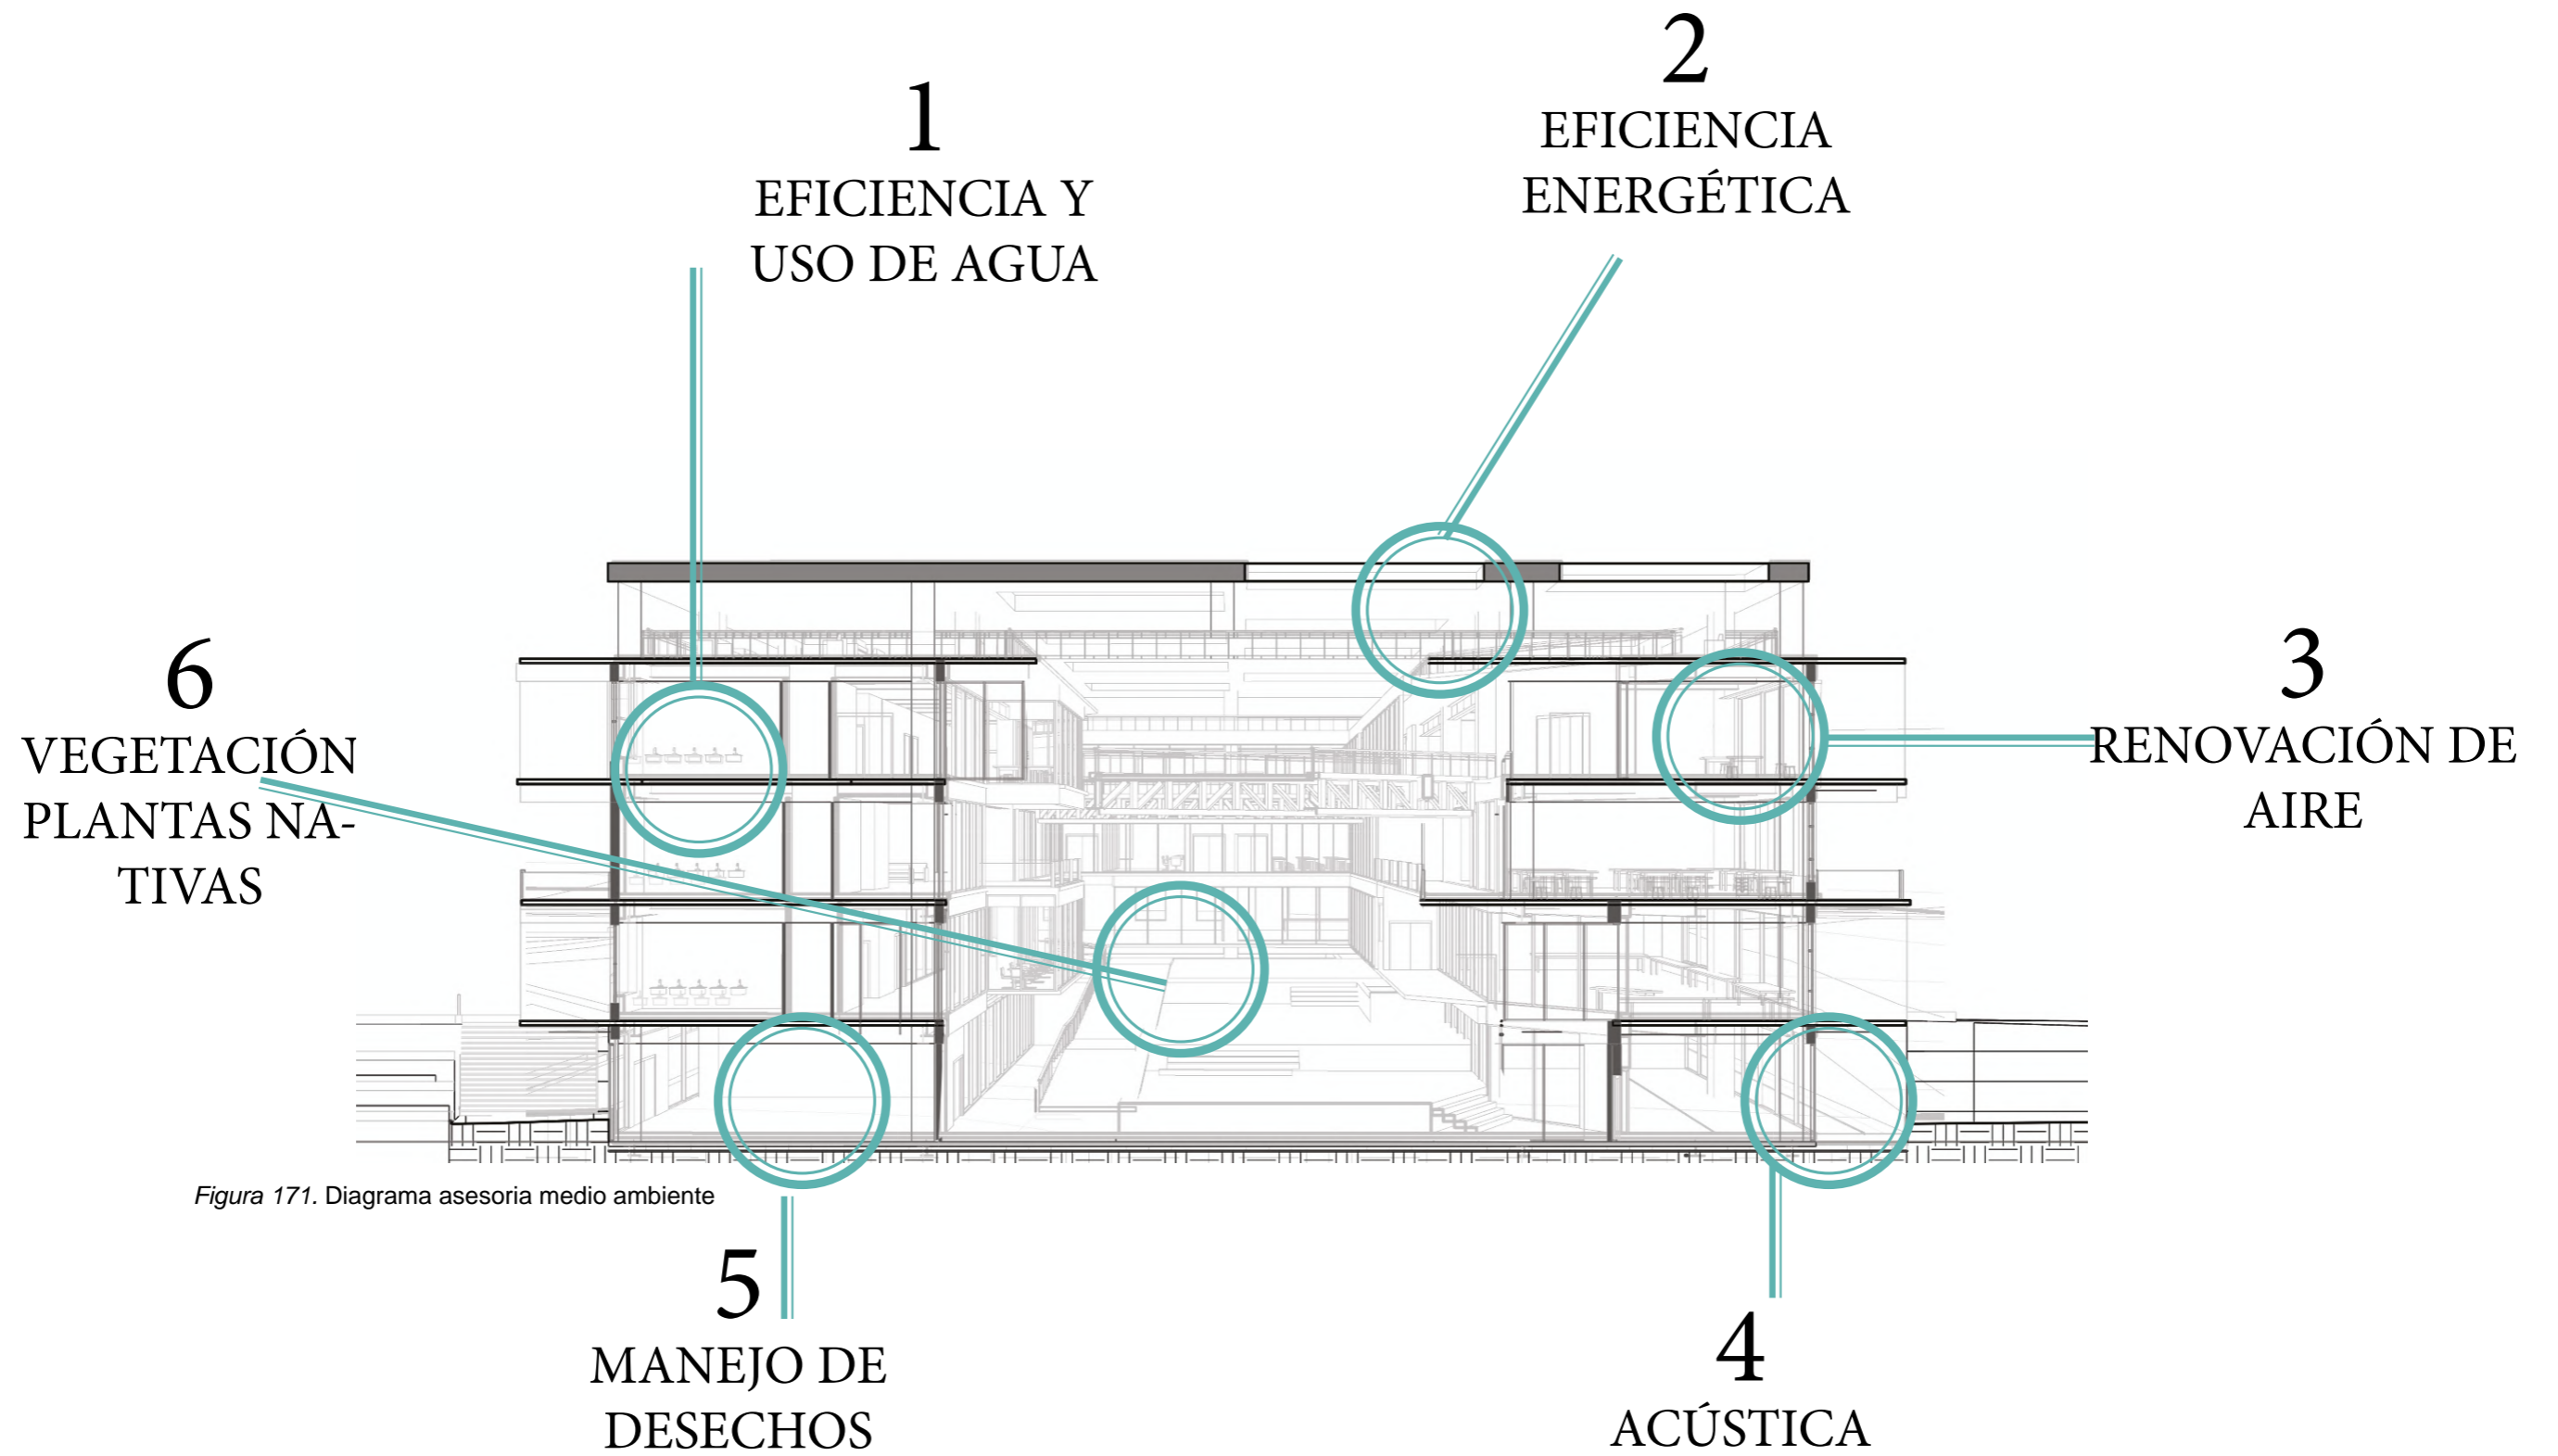 1
EFICIENCIA Y
USO DE AGUA
2
EFICIENCIA
ENERGÉTICA
3
RENOVACIÓN DE
AIRE
6
VEGETACIÓN
PLANTAS NA-
TIVAS
Figura 171. Diagrama asesoria medio ambiente
5
MANEJO DE
DESECHOS
4
ACÚSTICA